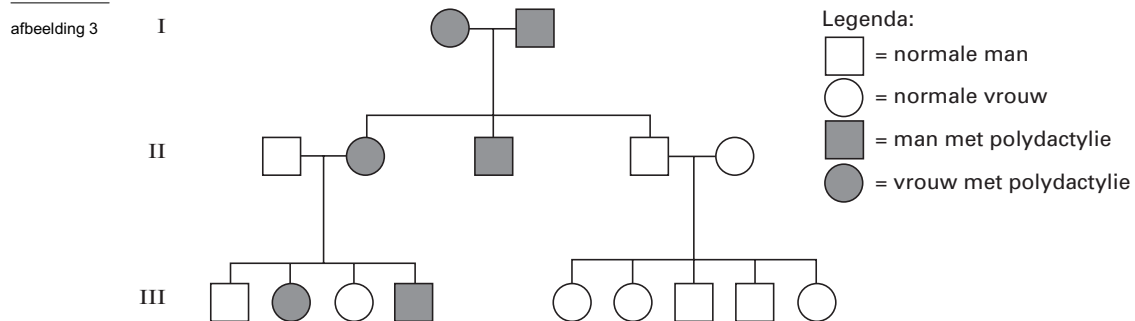 afbeelding 3
I
II
III
Legenda:
= normale man
= normale vrouw
= man met polydactylie
= vrouw met polydactylie